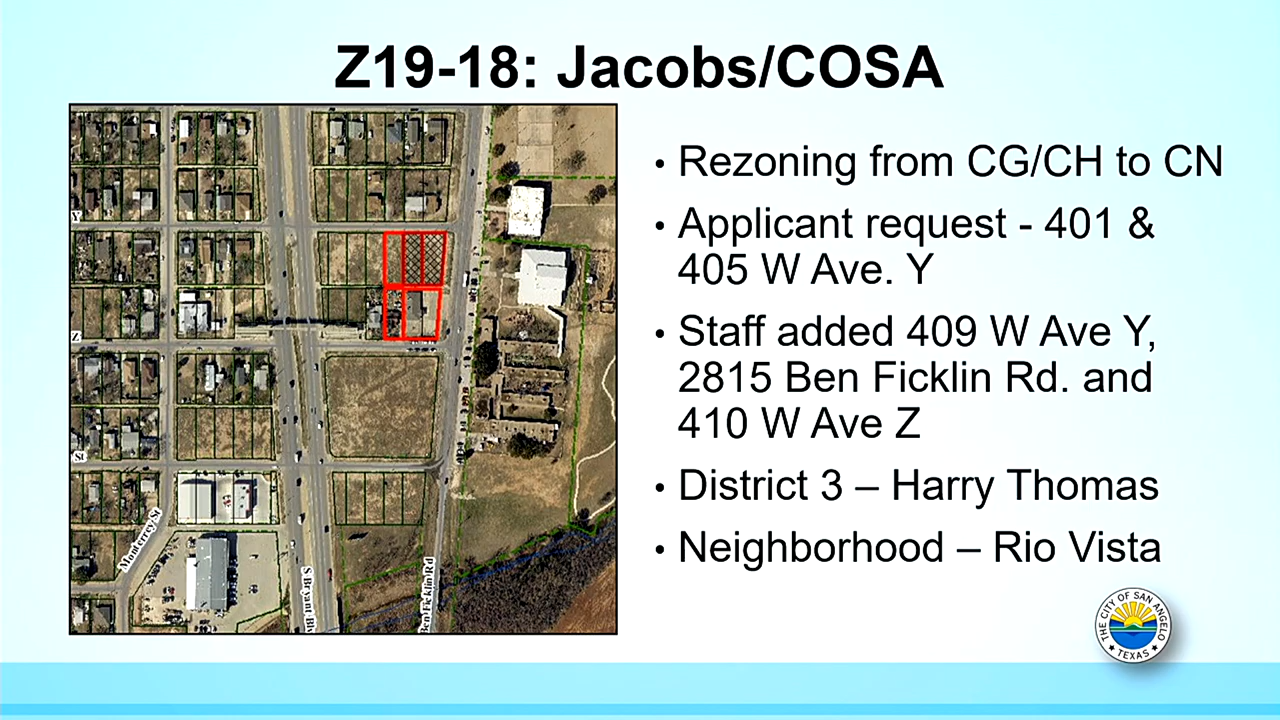 Z19-18: Jacobs/COSA
• Rezoning from CG/CH to CN
• Applicant request - 401 &
405 W Ave. Y
• Staff added 409 W Ave Y,
2815 Ben Ficklin Rd. and
410 W Ave Z
• District 3 – Harry Thomas
• Neighborhood – Rio Vista
Y
Z
St
Monterrey St
S Bryant Blv
Ben Ficklin Rd
THE CITY OF SAN ANGELO
TEXAS